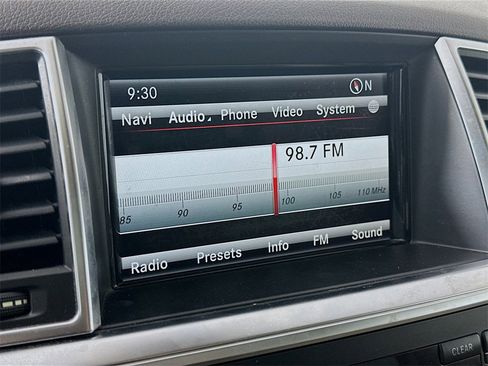 9:30 N
Navi Audio Phone Video System
98.7 FM
85 90 95 100 105 110 MHz
Radio Presets Info FM Sound
CLEAR